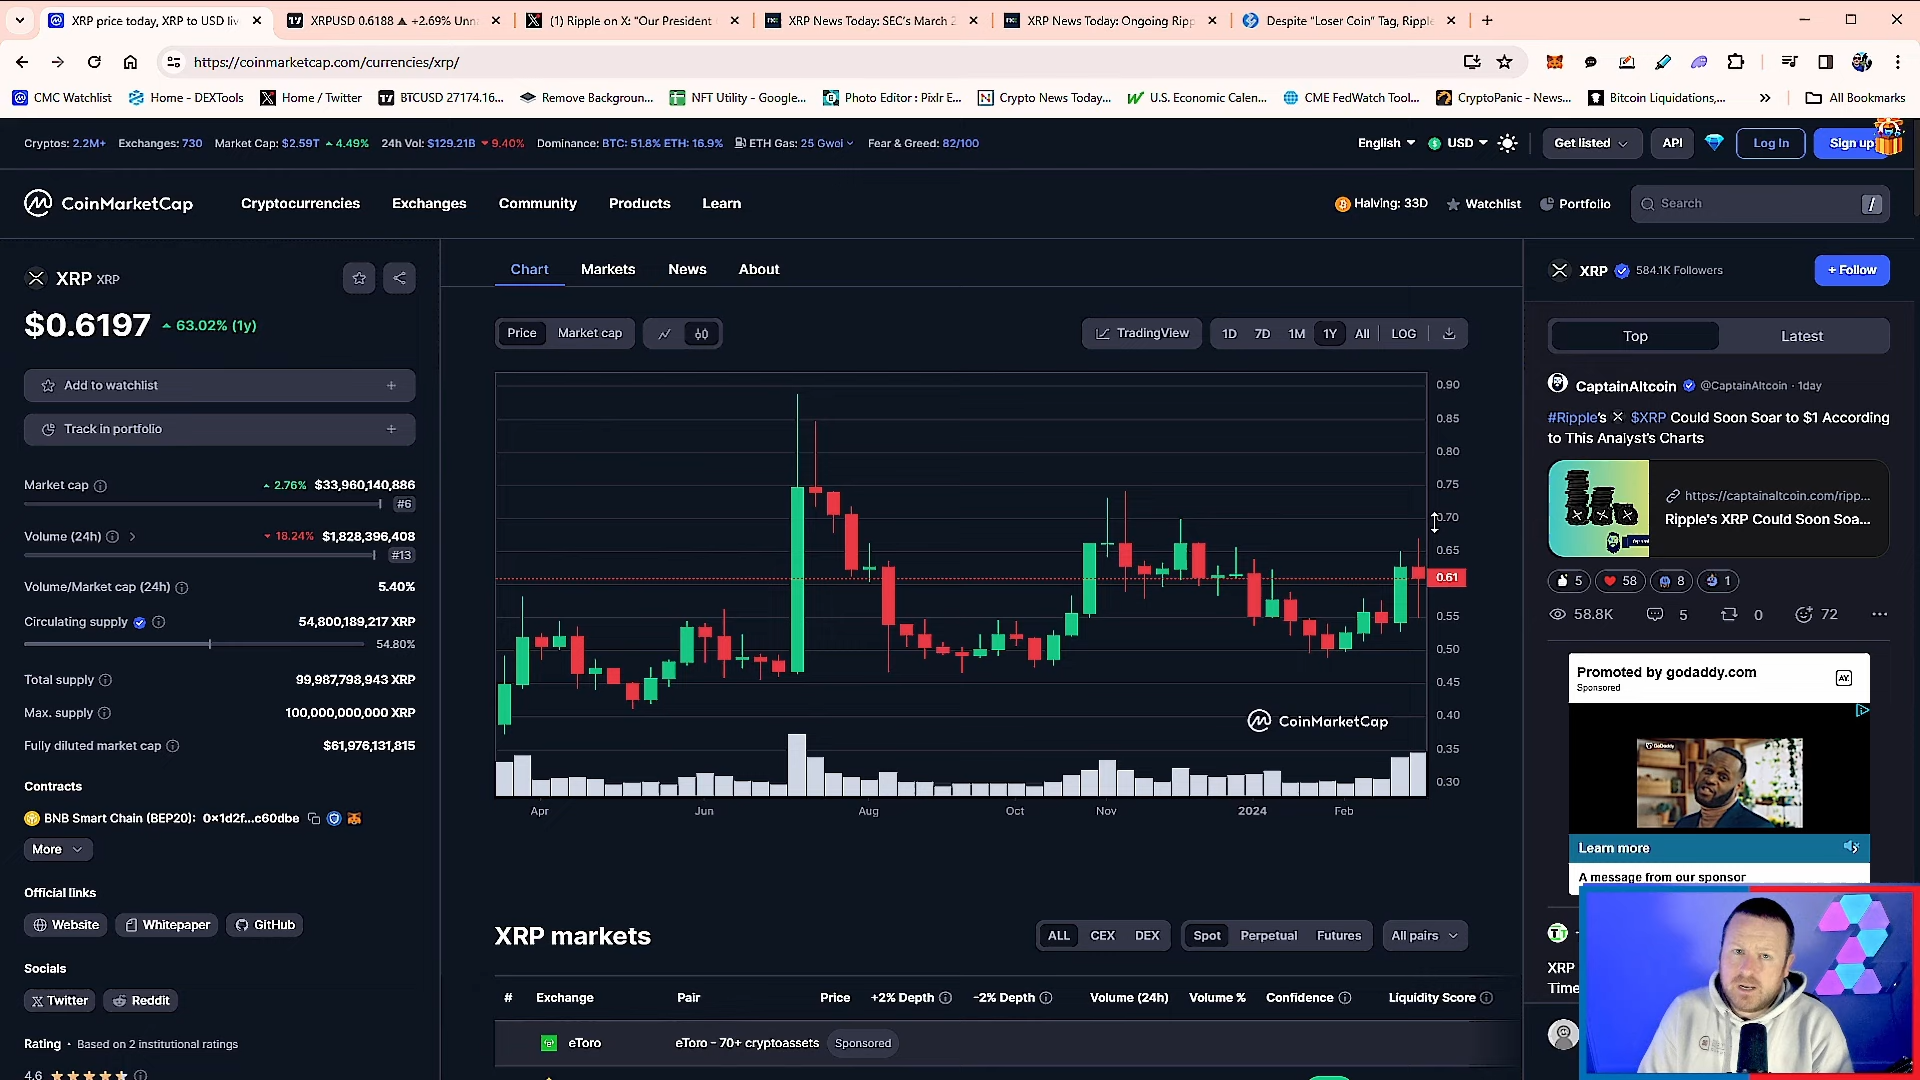 XRP price today, XRP to USD liv
XRPUSD 0.6188 ▲ +2.69% Unna
(1) Ripple on X: "Our President
XRP News Today: SEC's March 2
XRP News Today: Ongoing Ripp
Despite "Loser Coin" Tag, Ripple
https://coinmarketcap.com/currencies/xrp/
CMC Watchlist
Home - DEXTools
Home / Twitter
BTCUSD 27174.16...
Remove Backgroun...
NFT Utility - Google...
Photo Editor : Pixlr E...
Crypto News Today...
U.S. Economic Calen...
CME FedWatch Tool...
CryptoPanic - News...
Bitcoin Liquidations,...
All Bookmarks
Cryptos: 2.2M+ Exchanges: 730 Market Cap: $2.59T 4.49% 24h Vol: $129.21B 9.40% Dominance: BTC: 51.8% ETH: 16.9% ETH Gas: 25 Gwei Fear & Greed: 82/100
English USD Get listed API Log In Sign up
CoinMarketCap Cryptocurrencies Exchanges Community Products Learn
Halving: 33D Watchlist Portfolio Search /
XRP XRP
$0.6197 63.02% (1y)
Add to watchlist +
Track in portfolio +
Market cap 2.76% $33,960,140,886
#6
Volume (24h) 18.24% $1,828,396,408
#13
Volume/Market cap (24h) 5.40%
Circulating supply 54,800,189,217 XRP
54.80%
Total supply 99,987,798,943 XRP
Max. supply 100,000,000,000 XRP
Fully diluted market cap $61,976,131,815
Contracts
BNB Smart Chain (BEP20): 0x1d2f...c60dbe
More
Official links
Website Whitepaper GitHub
Socials
Twitter Reddit
Rating • Based on 2 institutional ratings
4.6
Chart Markets News About
Price Market cap
TradingView 1D 7D 1M 1Y All LOG
0.90
0.85
0.80
0.75
0.70
0.65
0.61
0.55
0.50
0.45
0.40
0.35
0.30
CoinMarketCap
Apr Jun Aug Oct Nov 2024 Feb
XRP markets
ALL CEX DEX Spot Perpetual Futures All pairs
# Exchange Pair Price +2% Depth -2% Depth Volume (24h) Volume % Confidence Liquidity Score
eToro eToro - 70+ cryptoassets Sponsored
XRP 584.1K Followers + Follow
Top Latest
CaptainAltcoin @CaptainAltcoin · 1day
#Ripple's $XRP Could Soon Soar to $1 According
to This Analyst's Charts
https://captainaltcoin.com/ripp...
Ripple's XRP Could Soon Soa...
5 58 8 1
58.8K 5 0 72
Promoted by godaddy.com
Sponsored
GoDaddy
Learn more
A message from our sponsor
XRP
Time